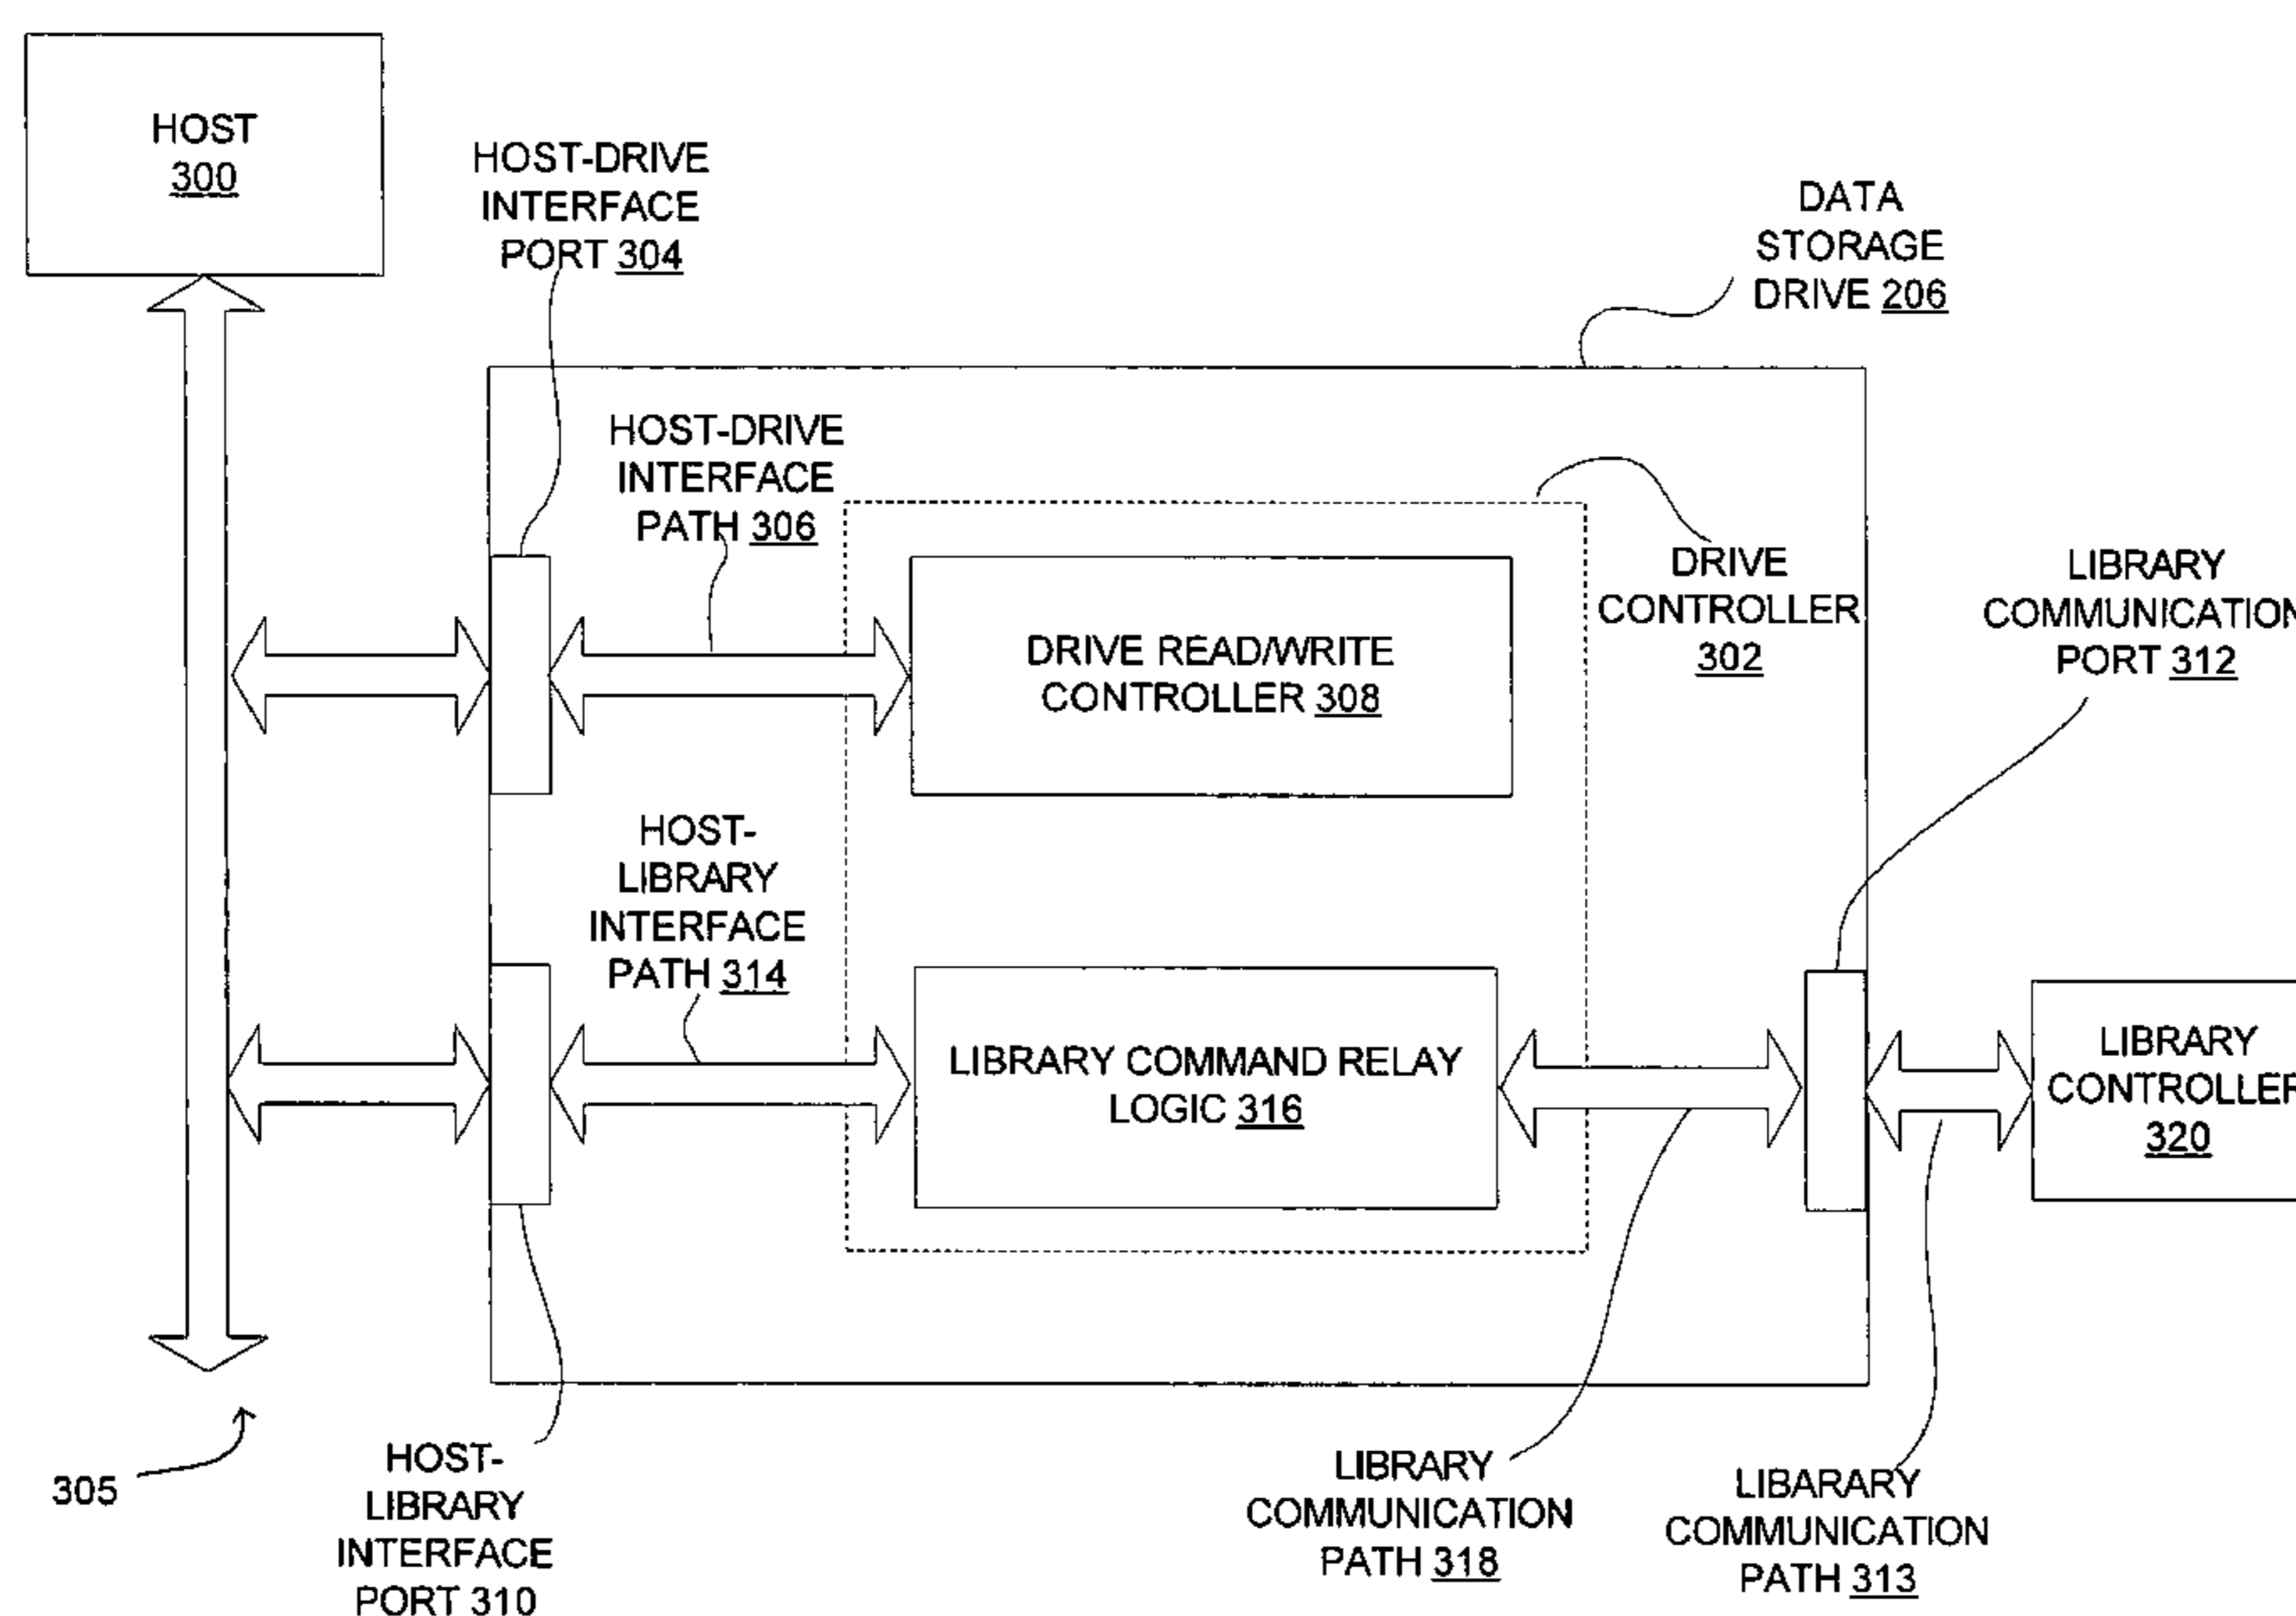 HOST
300
HOST-DRIVE
INTERFACE
PORT 304
DATA
STORAGE
DRIVE 206
HOST-DRIVE
INTERFACE
PATH 306
DRIVE
CONTROLLER
302
LIBRARY
COMMUNICATION
PORT 312
DRIVE READ/WRITE
CONTROLLER 308
HOST-
LIBRARY
INTERFACE
PATH 314
LIBRARY COMMAND RELAY
LOGIC 316
LIBRARY
CONTROLLER
320
305
HOST-
LIBRARY
INTERFACE
PORT 310
LIBRARY
COMMUNICATION
PATH 318
LIBARARY
COMMUNICATION
PATH 313